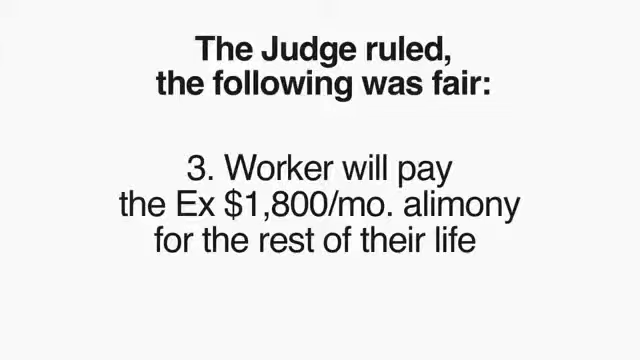 The Judge ruled,
the following was fair:
3. Worker will pay
the Ex $1,800/mo. alimony
for the rest of their life